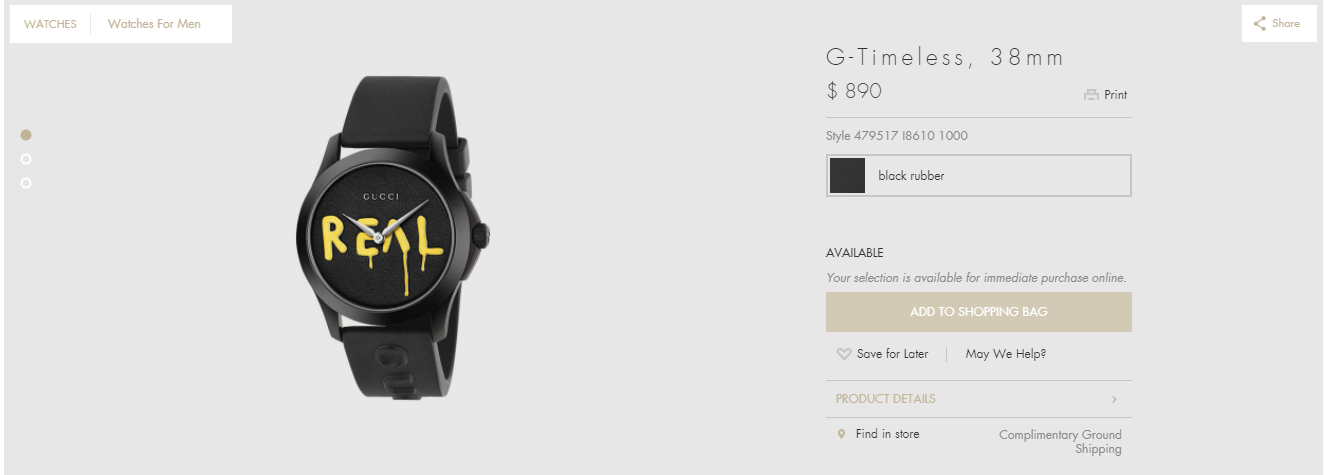 WATCHES
Watches For Men
Share
G-Timeless, 38mm
$ 890
Print
Style 479517 I8610 1000
black rubber
GUCCI
REAL
AVAILABLE
Your selection is available for immediate purchase online.
ADD TO SHOPPING BAG
Save for Later
May We Help?
PRODUCT DETAILS
Find in store
Complimentary Ground
Shipping